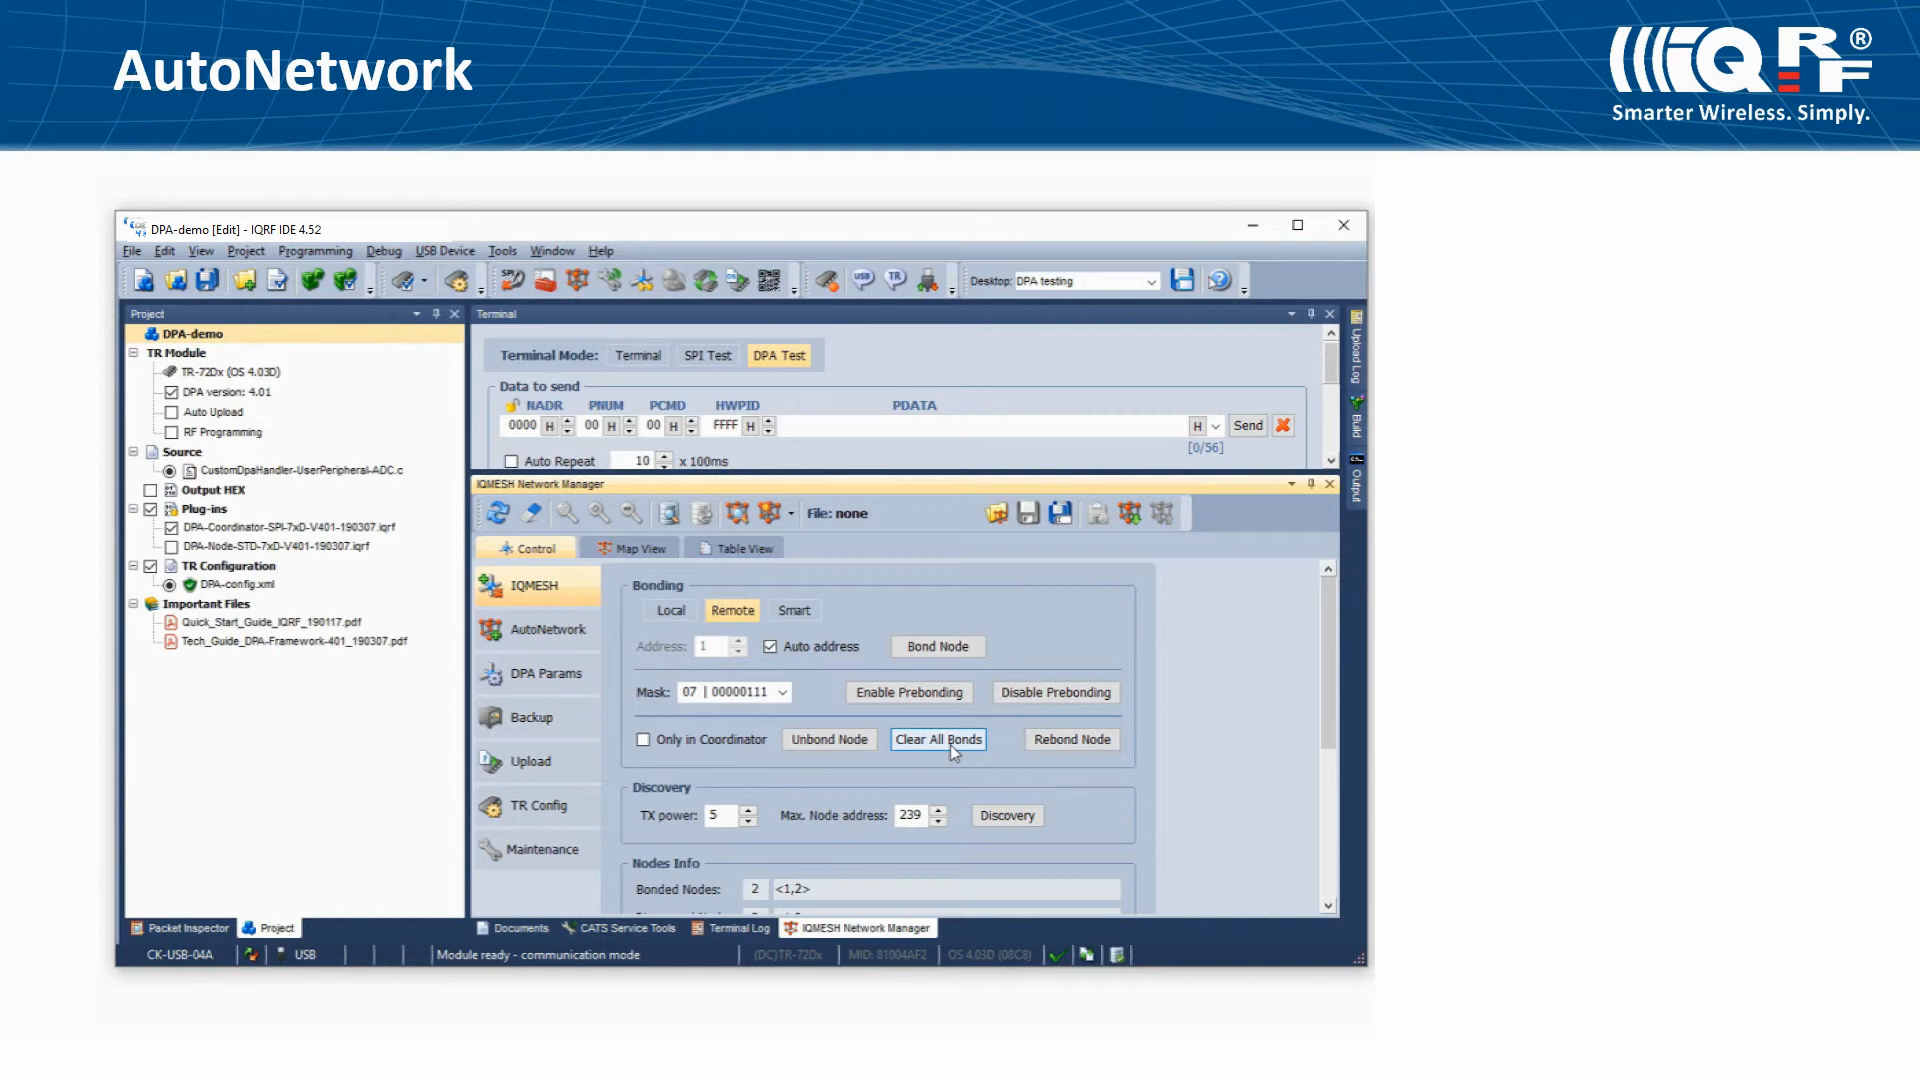 AutoNetwork
IQRF®
Smarter Wireless. Simply.
DPA-demo [Edit] - IQRF IDE 4.52
File Edit View Project Programming Debug USB Device Tools Window Help
Desktop: DPA testing
Project
DPA-demo
TR Module
TR-72Dx (OS 4.03D)
DPA version: 4.01
Auto Upload
RF Programming
Source
CustomDpaHandler-UserPeripheral-ADC.c
Output HEX
Plug-ins
DPA-Coordinator-SPI-7xD-V401-190307.iqrf
DPA-Node-STD-7xD-V401-190307.iqrf
TR Configuration
DPA-config.xml
Important Files
Quick_Start_Guide_IQRF_190117.pdf
Tech_Guide_DPA-Framework-401_190307.pdf
Terminal
Terminal Mode: Terminal SPI Test DPA Test
Data to send
NADR PNUM PCMD HWPID PDATA
0000 H 00 H 00 H FFFF H H Send
[0/56]
Auto Repeat 10 x 100ms
Upload Log
Build
Output
IQMESH Network Manager
File: none
Control Map View Table View
IQMESH
AutoNetwork
DPA Params
Backup
Upload
TR Config
Maintenance
Bonding
Local Remote Smart
Address: 1 Auto address Bond Node
Mask: 07 | 00000111 Enable Prebonding Disable Prebonding
Only in Coordinator Unbond Node Clear All Bonds Rebond Node
Discovery
TX power: 5 Max. Node address: 239 Discovery
Nodes Info
Bonded Nodes: 2 <1,2>
Packet Inspector Project Documents CATS Service Tools Terminal Log IQMESH Network Manager
CK-USB-04A USB Module ready - communication mode (DC)TR-72Dx MID: 81004AF2 OS 4.03D (08C8)